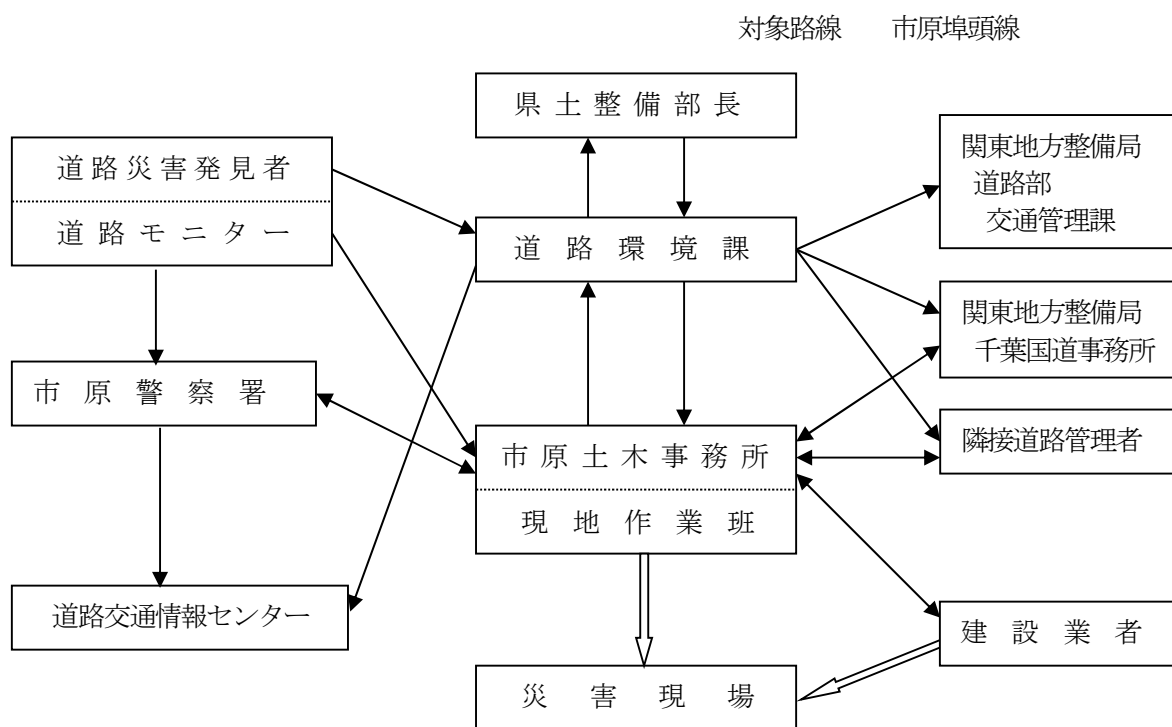 対象路線　市原埠頭線
県土整備部長
道路災害発見者
道路モニター
道路環境課
関東地方整備局
道路部
交通管理課
関東地方整備局
千葉国道事務所
市原警察署
市原土木事務所
現地作業班
隣接道路管理者
道路交通情報センター
建設業者
災害現場